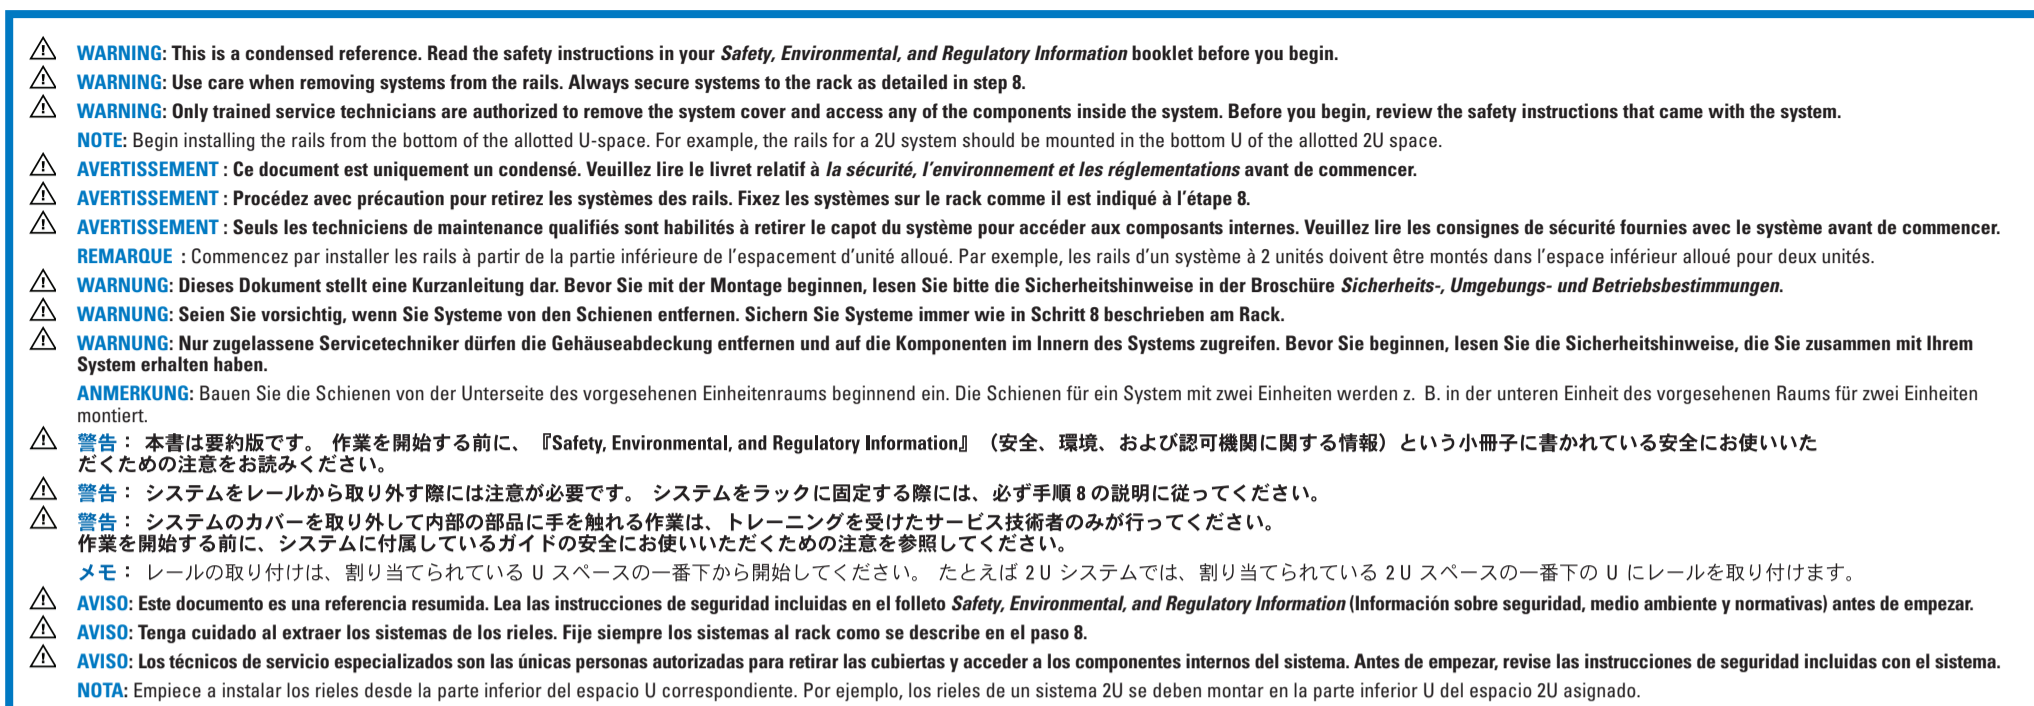 WARNING: This is a condensed reference. Read the safety instructions in your Safety, Environmental, and Regulatory Information booklet before you begin.
WARNING: Use care when removing systems from the rails. Always secure systems to the rack as detailed in step 8.
WARNING: Only trained service technicians are authorized to remove the system cover and access any of the components inside the system. Before you begin, review the safety instructions that came with the system.
NOTE: Begin installing the rails from the bottom of the allotted U-space. For example, the rails for a 2U system should be mounted in the bottom U of the allotted 2U space.
AVERTISSEMENT : Ce document est uniquement un condensé. Veuillez lire le livret relatif à la sécurité, l'environnement et les réglementations avant de commencer.
AVERTISSEMENT : Procédez avec précaution pour retirez les systèmes des rails. Fixez les systèmes sur le rack comme il est indiqué à l'étape 8.
AVERTISSEMENT : Seuls les techniciens de maintenance qualifiés sont habilités à retirer le capot du système pour accéder aux composants internes. Veuillez lire les consignes de sécurité fournies avec le système avant de commencer.
REMARQUE : Commencez par installer les rails à partir de la partie inférieure de l'espacement d'unité alloué. Par exemple, les rails d'un système à 2 unités doivent être montés dans l'espace inférieur alloué pour deux unités.
WARNUNG: Dieses Dokument stellt eine Kurzanleitung dar. Bevor Sie mit der Montage beginnen, lesen Sie bitte die Sicherheitshinweise in der Broschüre Sicherheits-, Umgebungs- und Betriebsbestimmungen.
WARNUNG: Seien Sie vorsichtig, wenn Sie Systeme von den Schienen entfernen. Sichern Sie Systeme immer wie in Schritt 8 beschrieben am Rack.
WARNUNG: Nur zugelassene Servicetechniker dürfen die Gehäuseabdeckung entfernen und auf die Komponenten im Innern des Systems zugreifen. Bevor Sie beginnen, lesen Sie die Sicherheitshinweise, die Sie zusammen mit Ihrem
System erhalten haben.
ANMERKUNG: Bauen Sie die Schienen von der Unterseite des vorgesehenen Einheitenraums beginnend ein. Die Schienen für ein System mit zwei Einheiten werden z. B. in der unteren Einheit des vorgesehenen Raums für zwei Einheiten
montiert.
警告： 本書は要約版です。 作業を開始する前に、『Safety, Environmental, and Regulatory Information』（安全、環境、および認可機関に関する情報）という小冊子に書かれている安全にお使いいた
だくための注意をお読みください。
警告： システムをレールから取り外す際には注意が必要です。 システムをラックに固定する際には、必ず手順 8 の説明に従ってください。
警告： システムのカバーを取り外して内部の部品に手を触れる作業は、トレーニングを受けたサービス技術者のみが行ってください。
作業を開始する前に、システムに付属しているガイドの安全にお使いいただくための注意を参照してください。
メモ： レールの取り付けは、割り当てられている U スペースの一番下から開始してください。 たとえば 2U システムでは、割り当てられている 2U スペースの一番下の U にレールを取り付けます。
AVISO: Este documento es una referencia resumida. Lea las instrucciones de seguridad incluidas en el folleto Safety, Environmental, and Regulatory Information (Información sobre seguridad, medio ambiente y normativas) antes de empezar.
AVISO: Tenga cuidado al extraer los sistemas de los rieles. Fije siempre los sistemas al rack como se describe en el paso 8.
AVISO: Los técnicos de servicio especializados son las únicas personas autorizadas para retirar las cubiertas y acceder a los componentes internos del sistema. Antes de empezar, revise las instrucciones de seguridad incluidas con el sistema.
NOTA: Empiece a instalar los rieles desde la parte inferior del espacio U correspondiente. Por ejemplo, los rieles de un sistema 2U se deben montar en la parte inferior U del espacio 2U asignado.